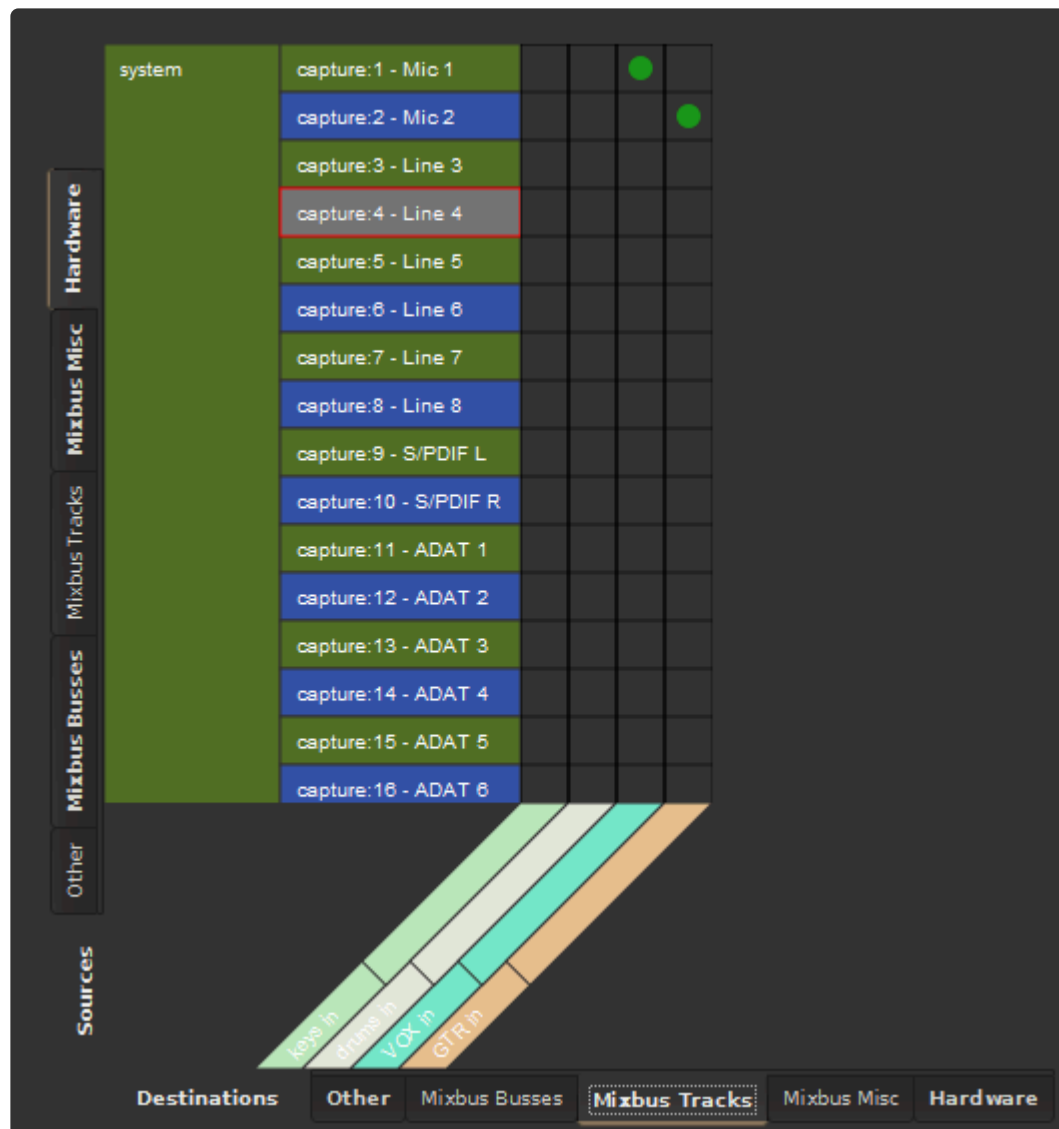 system
capture:1 - Mic 1
capture:2 - Mic 2
capture:3 - Line 3
capture:4 - Line 4
capture:5 - Line 5
capture:6 - Line 6
capture:7 - Line 7
capture:8 - Line 8
capture:9 - S/PDIF L
capture:10 - S/PDIF R
capture:11 - ADAT 1
capture:12 - ADAT 2
capture:13 - ADAT 3
capture:14 - ADAT 4
capture:15 - ADAT 5
capture:16 - ADAT 6
Hardware
Mixbus Misc
Mixbus Tracks
Mixbus Busses
Other
Sources
keys in
drums in
VOX in
GTR in
Destinations
Other
Mixbus Busses
Mixbus Tracks
Mixbus Misc
Hardware